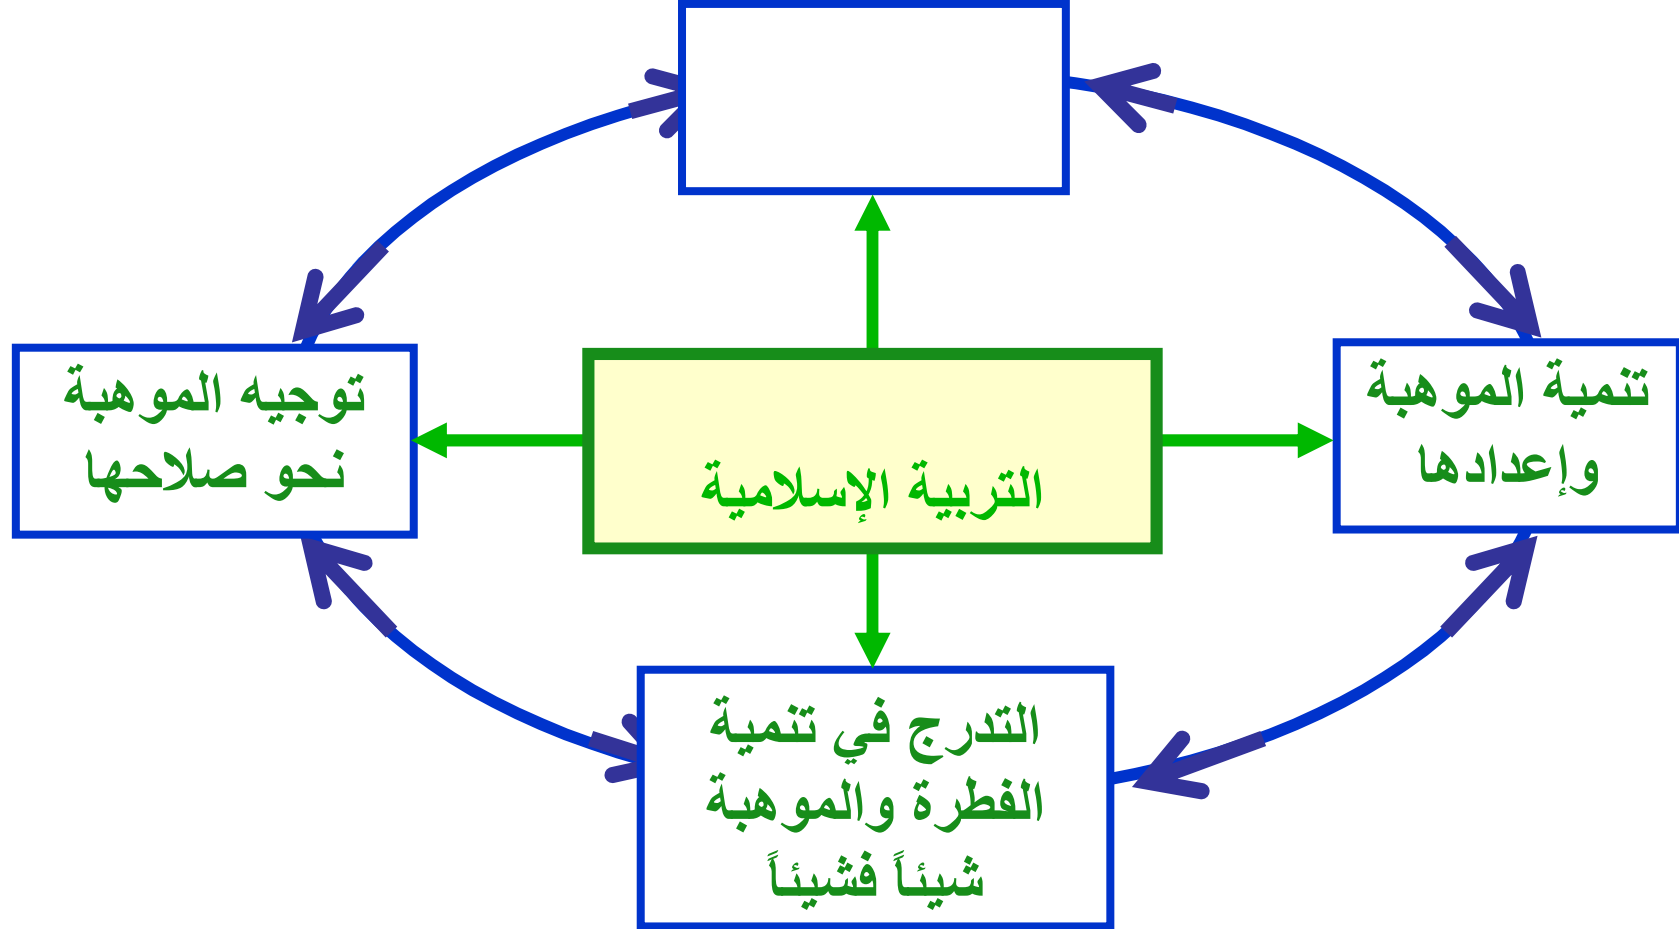 تنمية الموهبة
وإعدادها
التربية الإسلامية
توجيه الموهبة
نحو صلاحها
التدرج في تنمية
الفطرة والموهبة
شيئاً فشيئاً